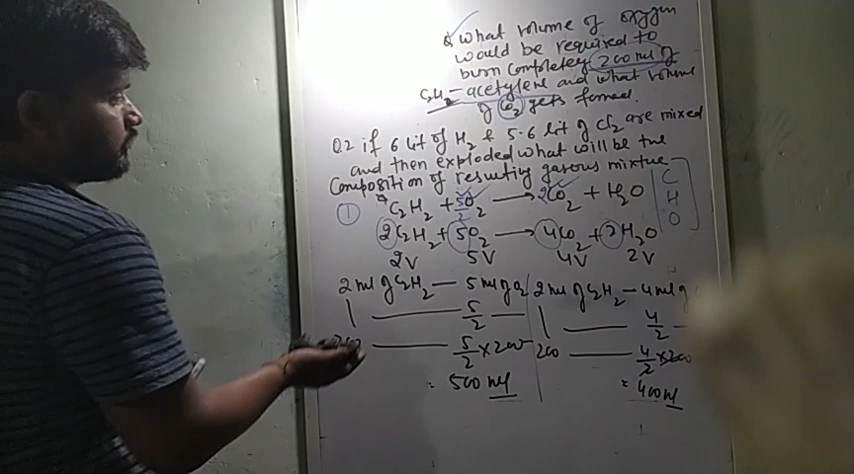 Q What volume of oxygen
would be required to
burn completely 200 ml of
C₂H₂ - acetylene and what volume
of CO₂ gets formed.
Q.2 if 6 lit of H₂ & 5.6 lit of Cl₂ are mixed
and then exploded what will be the
Composition of resulting gaseous mixture
① C₂H₂ + 5/2 O₂ → 2CO₂ + H₂O | C
H
O
2C₂H₂ + 5O₂ → 4CO₂ + 2H₂O
2V 5V 4V 2V
2 ml of C₂H₂ — 5 ml of O₂ | 2 ml of C₂H₂ — 4 ml of
1 — 5/2 — | 1 — 4/2 —
200 — 5/2 × 200 | 200 — 4/2 × 200
= 500 ml | = 400 ml